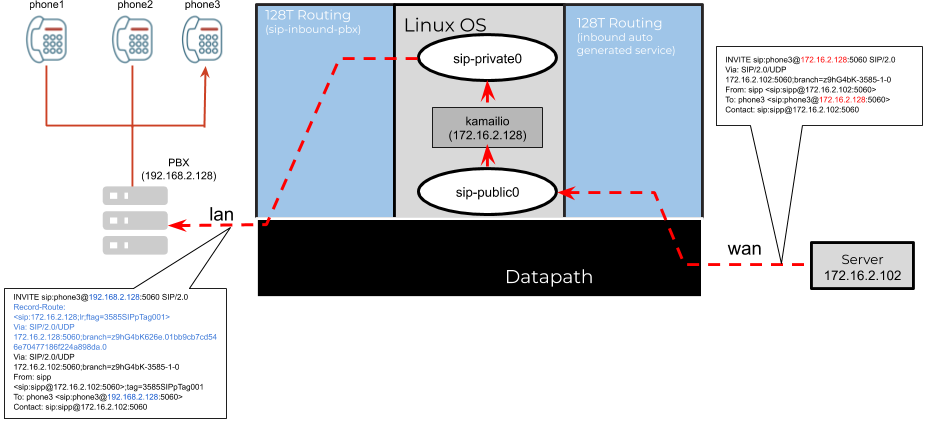 phone1
phone2
phone3
PBX
(192.168.2.128)
lan
128T Routing
(sip-inbound-pbx)
Linux OS
sip-private0
kamailio
(172.16.2.128)
sip-public0
128T Routing
(inbound auto
generated service)
Datapath
wan
Server
172.16.2.102
INVITE sip:phone3@172.16.2.128:5060 SIP/2.0
Via: SIP/2.0/UDP
172.16.2.102:5060;branch=z9hG4bK-3585-1-0
From: sipp <sip:sipp@172.16.2.102:5060>
To: phone3 <sip:phone3@172.16.2.128:5060>
Contact: sip:sipp@172.16.2.102:5060
INVITE sip:phone3@192.168.2.128:5060 SIP/2.0
Record-Route:
<sip:172.16.2.128;lr;ftag=3585SIPpTag001>
Via: SIP/2.0/UDP
172.16.2.128:5060;branch=z9hG4bK626e.01bb9cb7cd54
6e70477186f224a898da.0
Via: SIP/2.0/UDP
172.16.2.102:5060;branch=z9hG4bK-3585-1-0
From: sipp
<sip:sipp@172.16.2.102:5060>;tag=3585SIPpTag001
To: phone3 <sip:phone3@192.168.2.128:5060>
Contact: sip:sipp@172.16.2.102:5060